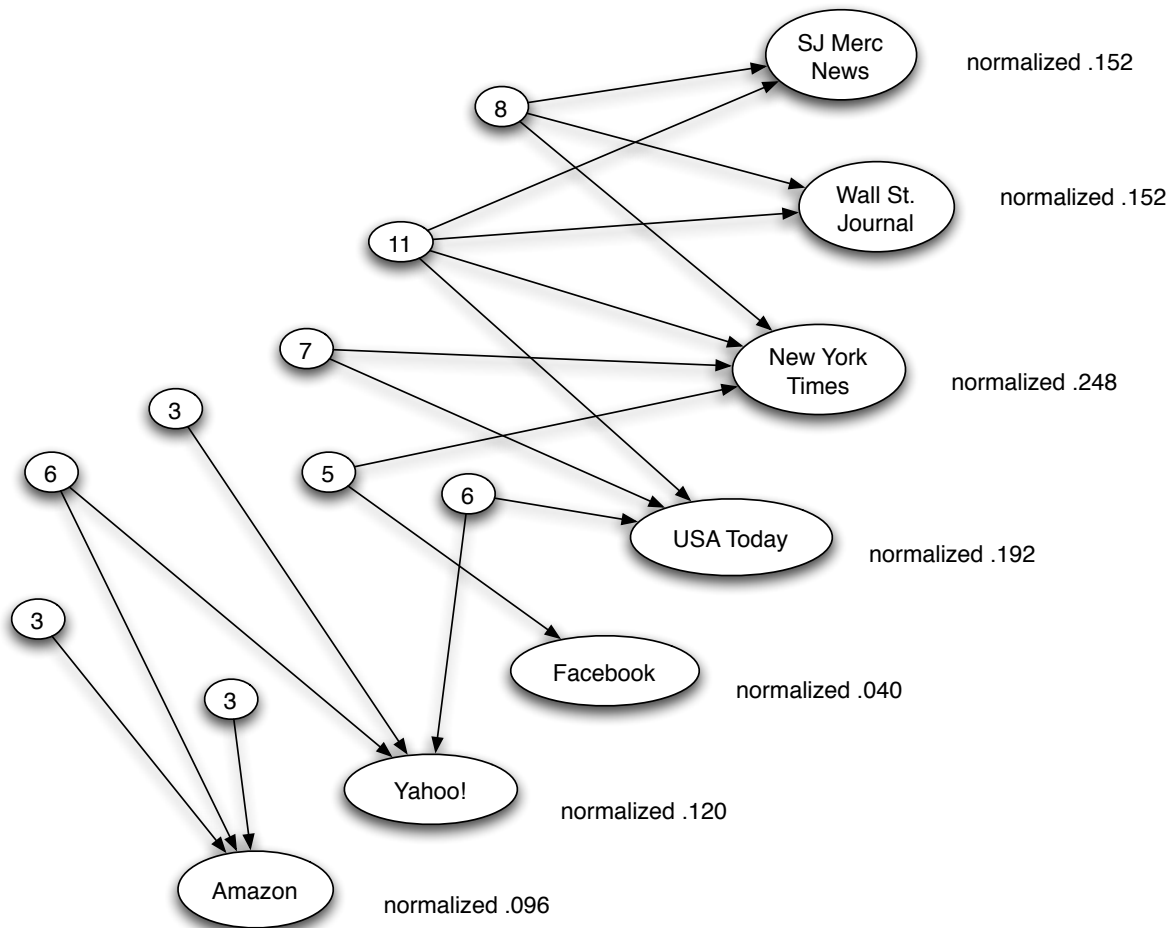 SJ Merc
News
normalized .152
8
Wall St.
Journal
normalized .152
11
7
New York
Times
normalized .248
3
6
5
6
USA Today
normalized .192
3
Facebook
normalized .040
3
Yahoo!
normalized .120
Amazon
normalized .096